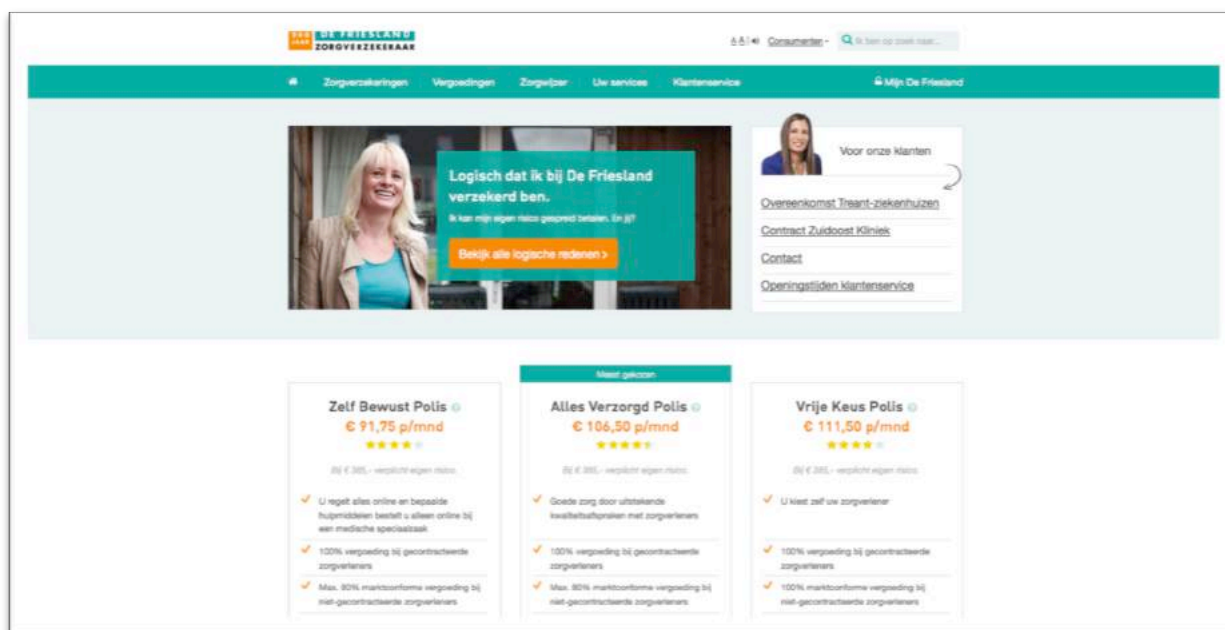 DE FRIESLAND
ZORGVERZEKERAAR
Consumenten
Ik ben op zoek naar...
Zorgverzekeringen Vergoedingen Zorgwijzer Uw services Klantenservice Mijn De Friesland
Logisch dat ik bij De Friesland
verzekerd ben.
Ik kan mijn eigen risico gespreid betalen. En jij?
Bekijk alle logische redenen >
Voor onze klanten
Overeenkomst Treant-ziekenhuizen
Contract Zuidoost Kliniek
Contact
Openingstijden klantenservice
Zelf Bewust Polis
€ 91,75 p/mnd
Bij € 385,- verplicht eigen risico.
U regelt alles online en bepaalde
hulpmiddelen bestelt u alleen online bij
een medische speciaalzaak
100% vergoeding bij gecontracteerde
zorgverleners
Max. 80% marktconforme vergoeding bij
niet-gecontracteerde zorgverleners
Meest gekozen
Alles Verzorgd Polis
€ 106,50 p/mnd
Bij € 385,- verplicht eigen risico.
Goede zorg door uitstekende
kwaliteitsafspraken met zorgverleners
100% vergoeding bij gecontracteerde
zorgverleners
Max. 80% marktconforme vergoeding bij
niet-gecontracteerde zorgverleners
Vrije Keus Polis
€ 111,50 p/mnd
Bij € 385,- verplicht eigen risico.
U kiest zelf uw zorgverlener
100% vergoeding bij gecontracteerde
zorgverleners
100% marktconforme vergoeding bij
niet-gecontracteerde zorgverleners